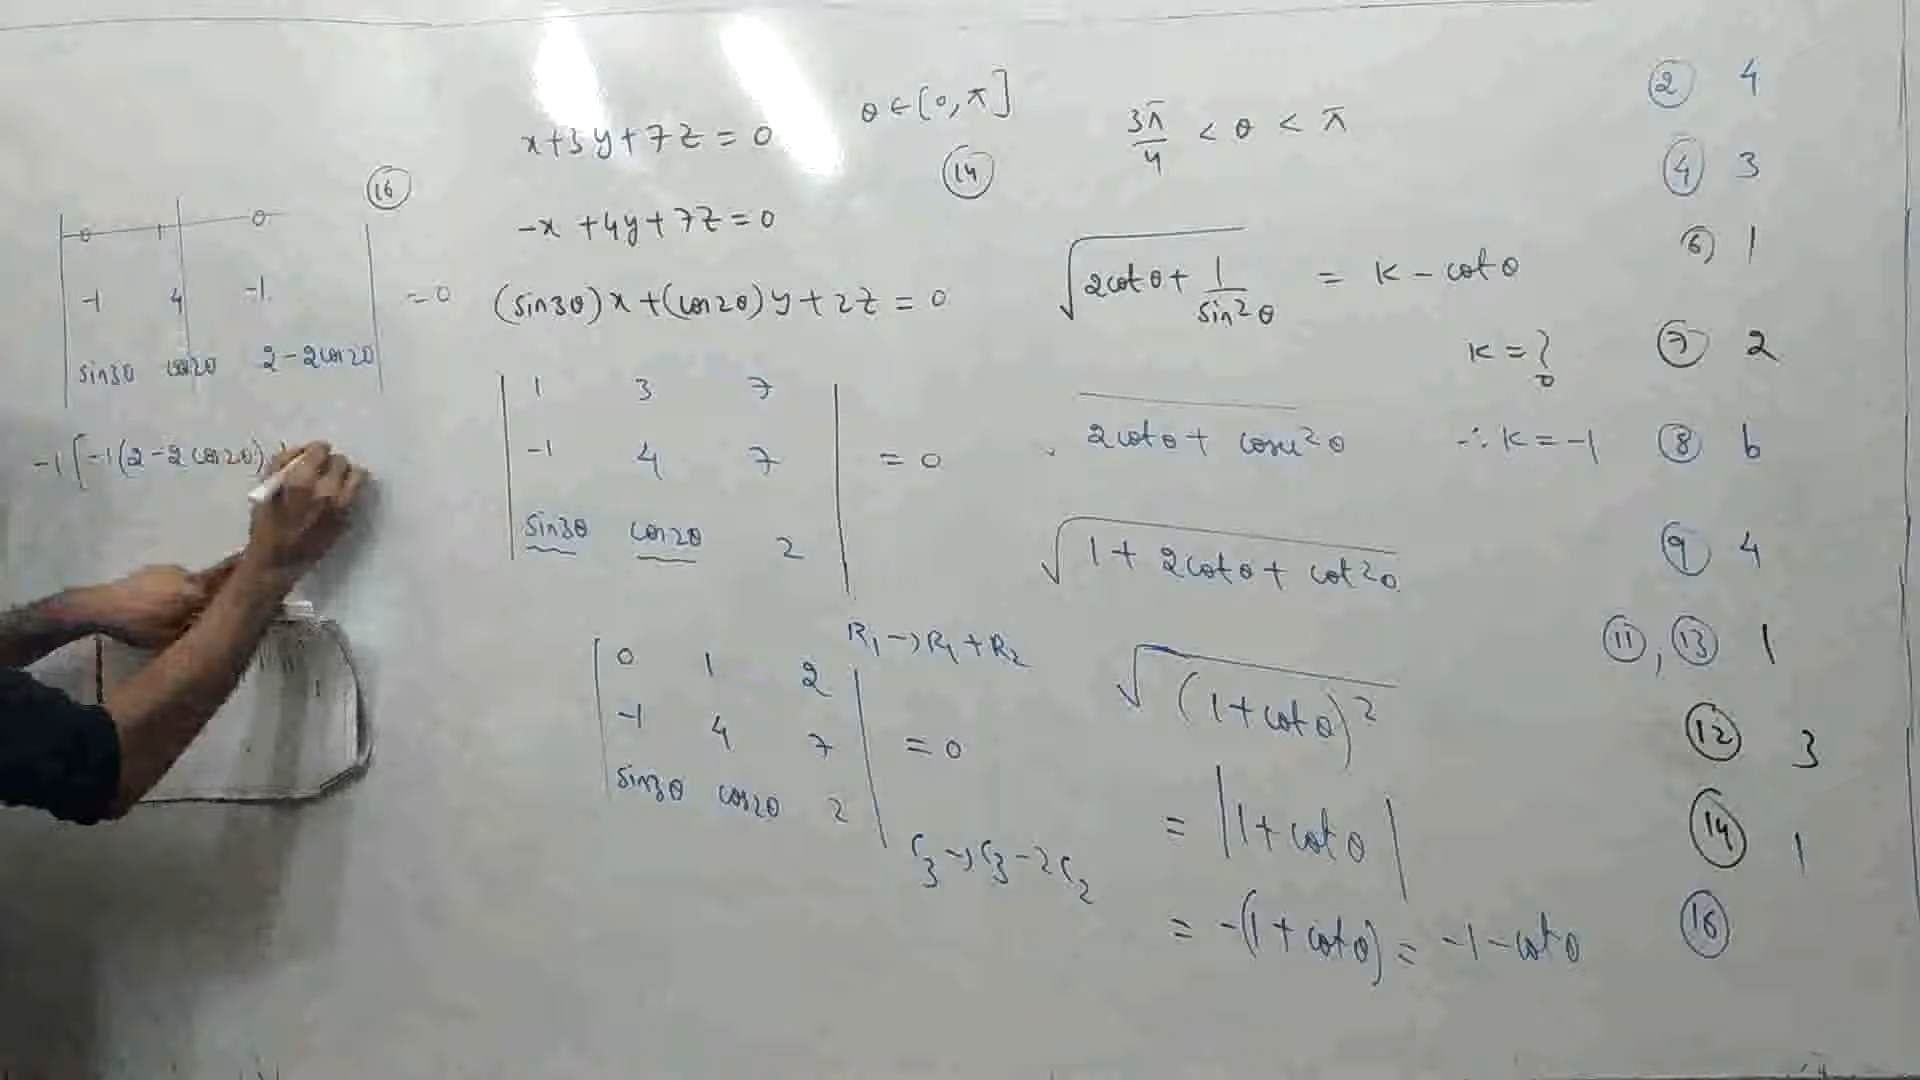 (16)
x+3y+7z=0
-x+4y+7z=0
(sin3θ)x+(cos2θ)y+2z=0
θ∈[0,π]
1 3 7
-1 4 7 =0
sin3θ cos2θ 2
R₁→R₁+R₂
0 1 2
-1 4 7 =0
sin3θ cos2θ 2
C₃→C₃-2C₂
0 1 0
-1 4 -1 =0
sin3θ cos2θ 2-2cos2θ
-1[-1(2-2cos2θ)
(14)
3π/4 < θ < π
√(2cotθ+1/sin²θ) = K-cotθ
K=?
2cotθ+cosec²θ
∴K=-1
√(1+2cotθ+cot²θ)
√((1+cotθ)²)
=|1+cotθ|
=-(1+cotθ)=-1-cotθ
(2) 4
(4) 3
(6) 1
(7) 2
(8) b
(9) 4
(11), (13) 1
(12) 3
(14) 1
(16)